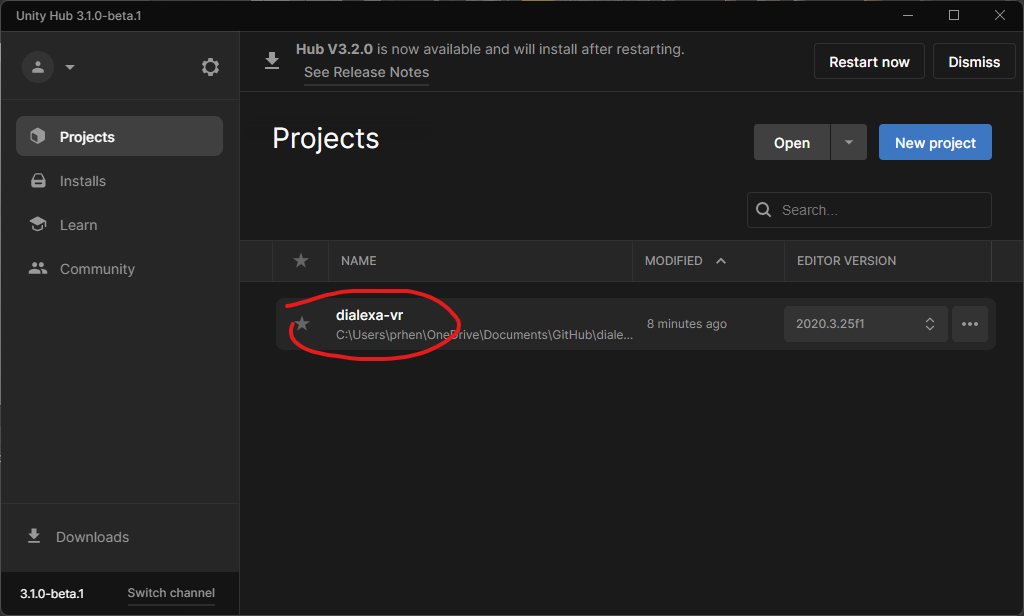 Unity Hub 3.1.0-beta.1
Hub V3.2.0 is now available and will install after restarting.
See Release Notes
Restart now
Dismiss
Projects
Installs
Learn
Community
Projects
Open
New project
Search...
NAME
MODIFIED
EDITOR VERSION
dialexa-vr
C:\Users\prhen\OneDrive\Documents\GitHub\diale...
8 minutes ago
2020.3.25f1
Downloads
3.1.0-beta.1
Switch channel